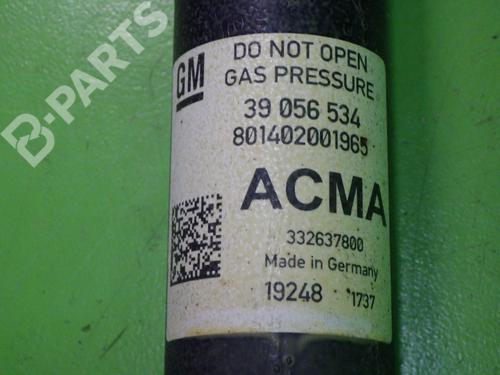 B-PARTS
GM
DO NOT OPEN
GAS PRESSURE
39 056 534
801402001965
ACMA
332637800
Made in Germany
19248 1737